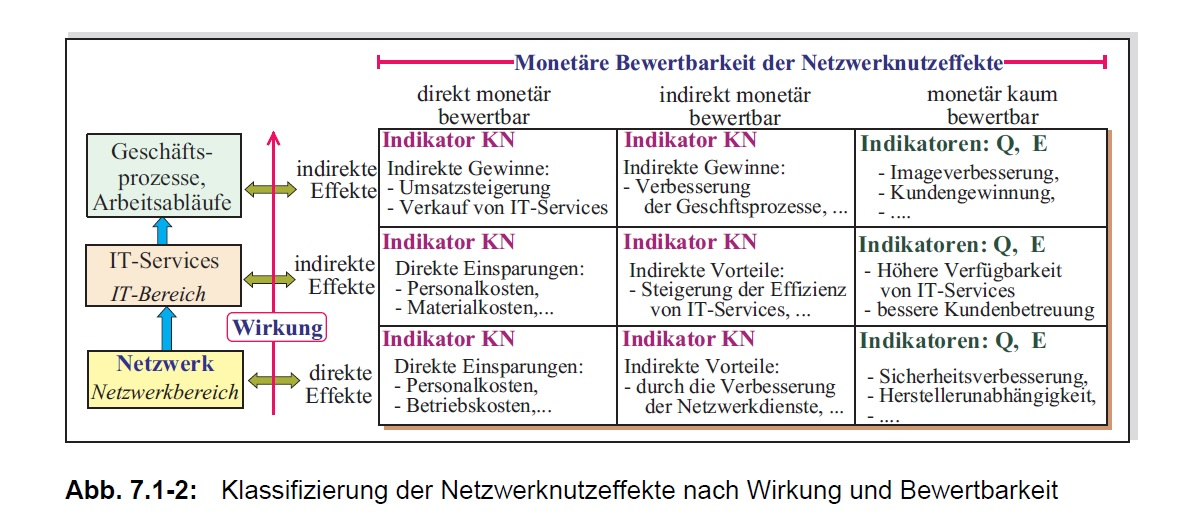 Monetäre Bewertbarkeit der Netzwerknutzeffekte
direkt monetär
bewertbar
indirekt monetär
bewertbar
monetär kaum
bewertbar
Geschäfts-
prozesse,
Arbeitsabläufe
indirekte
Effekte
Indikator KN
Indirekte Gewinne:
- Umsatzsteigerung
- Verkauf von IT-Services
Indikator KN
Indirekte Gewinne:
- Verbesserung
der Geschftsprozesse, ...
Indikatoren: Q, E
- Imageverbesserung,
- Kundengewinnung,
- ....
IT-Services
IT-Bereich
indirekte
Effekte
Indikator KN
Direkte Einsparungen:
- Personalkosten,
- Materialkosten,...
Indikator KN
Indirekte Vorteile:
- Steigerung der Effizienz
von IT-Services, ...
Indikatoren: Q, E
- Höhere Verfügbarkeit
von IT-Services
- bessere Kundenbetreuung
Wirkung
Netzwerk
Netzwerkbereich
direkte
Effekte
Indikator KN
Direkte Einsparungen:
- Personalkosten,
- Betriebskosten,...
Indikator KN
Indirekte Vorteile:
- durch die Verbesserung
der Netzwerkdienste, ...
Indikatoren: Q, E
- Sicherheitsverbesserung,
- Herstellerunabhängigkeit,
- ....
Abb. 7.1-2: Klassifizierung der Netzwerknutzeffekte nach Wirkung und Bewertbarkeit